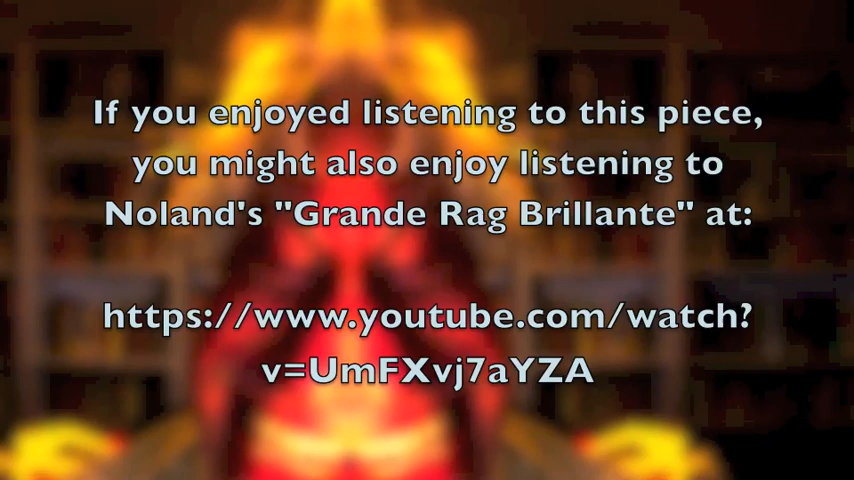 If you enjoyed listening to this piece,
you might also enjoy listening to
Noland's "Grande Rag Brillante" at:
https://www.youtube.com/watch?
v=UmFXvj7aYZA